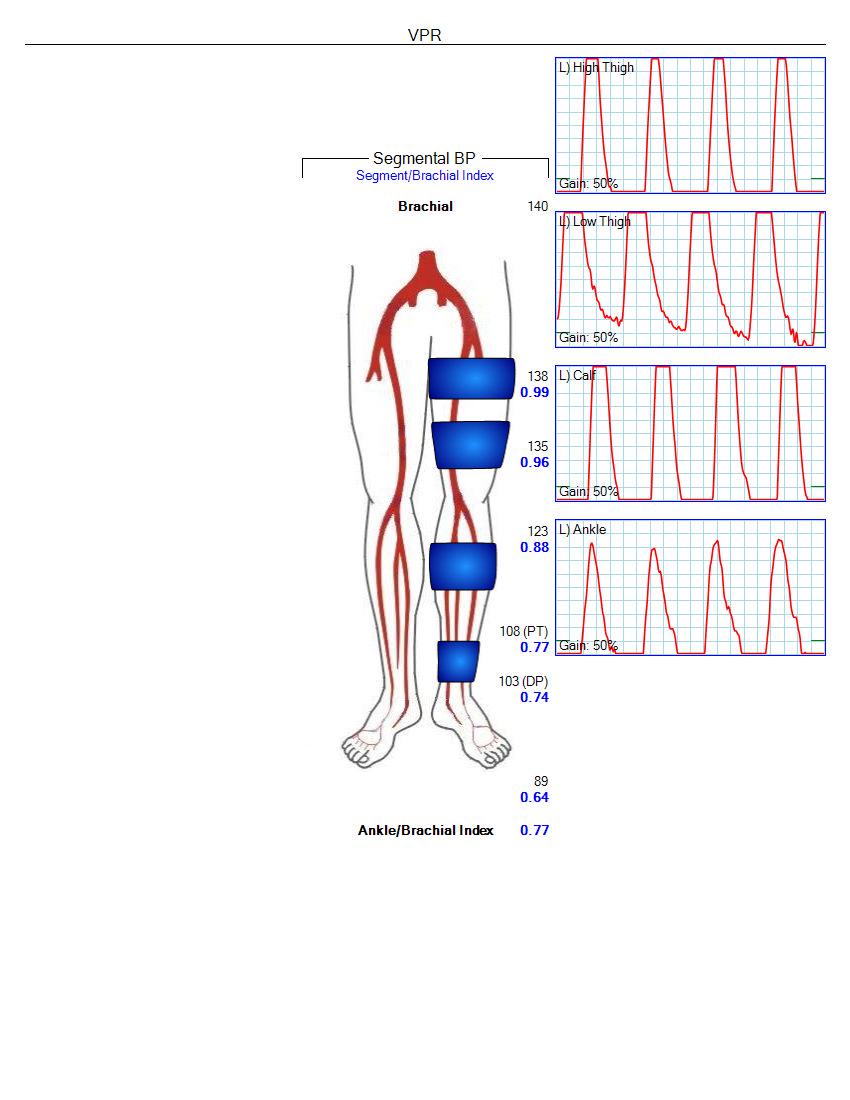 VPR
L) High Thigh
Gain: 50%
Segmental BP
Segment/Brachial Index
Brachial 140
L) Low Thigh
Gain: 50%
138
0.99
L) Calf
135
0.96
Gain: 50%
123
0.88
L) Ankle
108 (PT)
0.77
Gain: 50%
103 (DP)
0.74
89
0.64
Ankle/Brachial Index 0.77